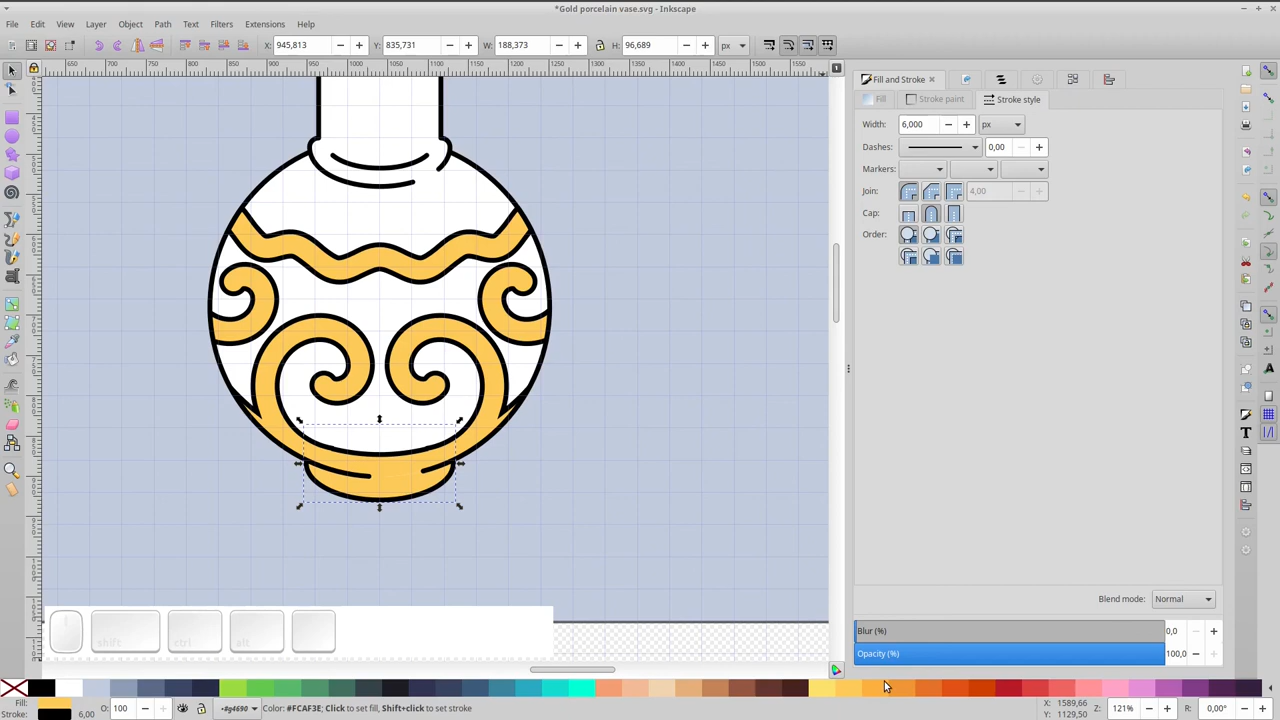 *Gold porcelain vase.svg - Inkscape
File Edit View Layer Object Path Text Filters Extensions Help
X: 945,813 Y: 835,731 W: 188,373 H: 96,689 px
Fill and Stroke
Fill Stroke paint Stroke style
Width: 6,000 px
Dashes: 0,00
Markers:
Join: 4,00
Cap:
Order:
Blend mode: Normal
Blur (%) 0,0
Opacity (%) 100,0
shift ctrl alt
Fill: O: 100 #g4690 Color: #FCAF3E; Click to set fill, Shift+click to set stroke X: 1589,66 Z: 121% R: 0,00°
Stroke: 6,00 Y: 1129,50